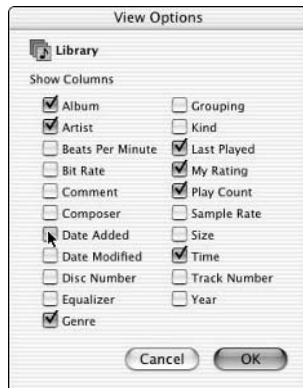 View Options
Library
Show Columns
Album
Artist
Beats Per Minute
Bit Rate
Comment
Composer
Date Added
Date Modified
Disc Number
Equalizer
Genre
Grouping
Kind
Last Played
My Rating
Play Count
Sample Rate
Size
Time
Track Number
Year
Cancel
OK